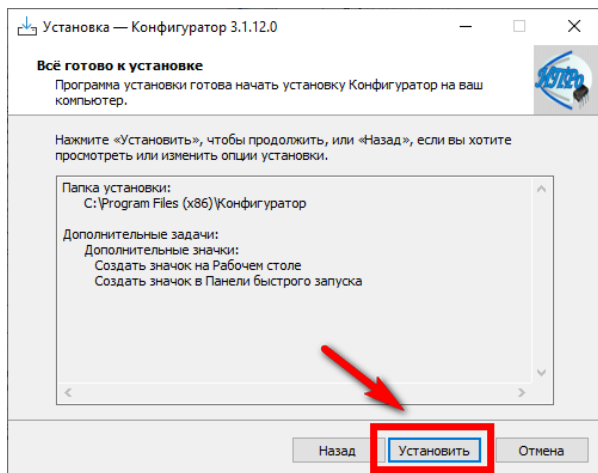 Установка — Конфигуратор 3.1.12.0
Всё готово к установке
Программа установки готова начать установку Конфигуратор на ваш
компьютер.
Нажмите «Установить», чтобы продолжить, или «Назад», если вы хотите
просмотреть или изменить опции установки.
Папка установки:
C:\Program Files (x86)\Конфигуратор
Дополнительные задачи:
Дополнительные значки:
Создать значок на Рабочем столе
Создать значок в Панели быстрого запуска
Назад Установить Отмена